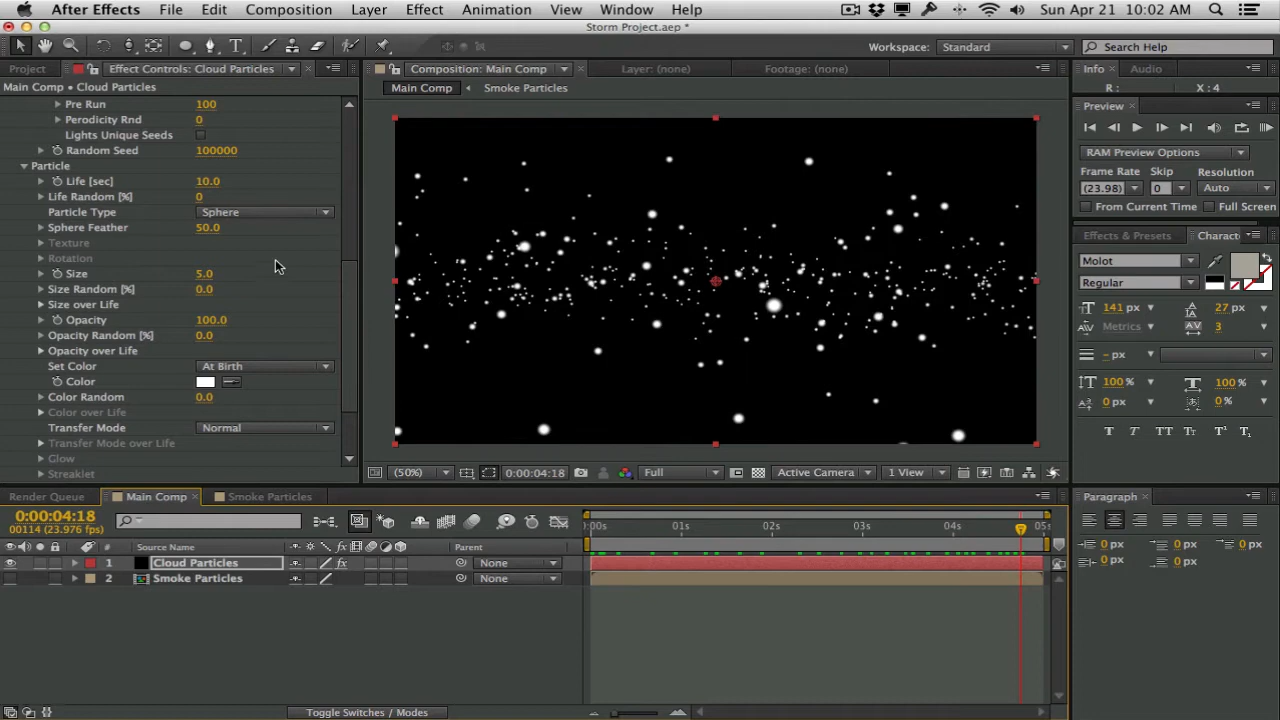 After Effects File Edit Composition Layer Effect Animation View Window Help Sun Apr 21 10:02 AM
Storm Project.aep *
Workspace: Standard Search Help
Project Effect Controls: Cloud Particles Composition: Main Comp Layer: (none) Footage: (none) Info Audio
Main Comp • Cloud Particles Main Comp Smoke Particles R : X : 4
Pre Run 100 Preview
Perodicity Rnd 0
Lights Unique Seeds
Random Seed 100000 RAM Preview Options
Particle Frame Rate Skip Resolution
Life [sec] 10.0 (23.98) 0 Auto
Life Random [%] 0 From Current Time Full Screen
Particle Type Sphere
Sphere Feather 50.0 Effects & Presets Charact
Texture
Rotation Molot
Size 5.0 Regular
Size Random [%] 0.0
Size over Life 141 px 27 px
Opacity 100.0 Metrics 3
Opacity Random [%] 0.0
Opacity over Life - px
Set Color At Birth
Color 100% 100%
Color Random 0.0 0 px 0%
Color over Life
Transfer Mode Normal T T TT Tt T¹ T₁
Transfer Mode over Life
Glow
Streaklet (50%) 0:00:04:18 Full Active Camera 1 View
Render Queue Main Comp Smoke Particles Paragraph
0:00:04:18
00114 (23.976 fps) :00s 01s 02s 03s 04s 05s
# Source Name fx Parent 0 px 0 px 0 px
1 Cloud Particles fx None 0 px 0 px
2 Smoke Particles None
Toggle Switches / Modes